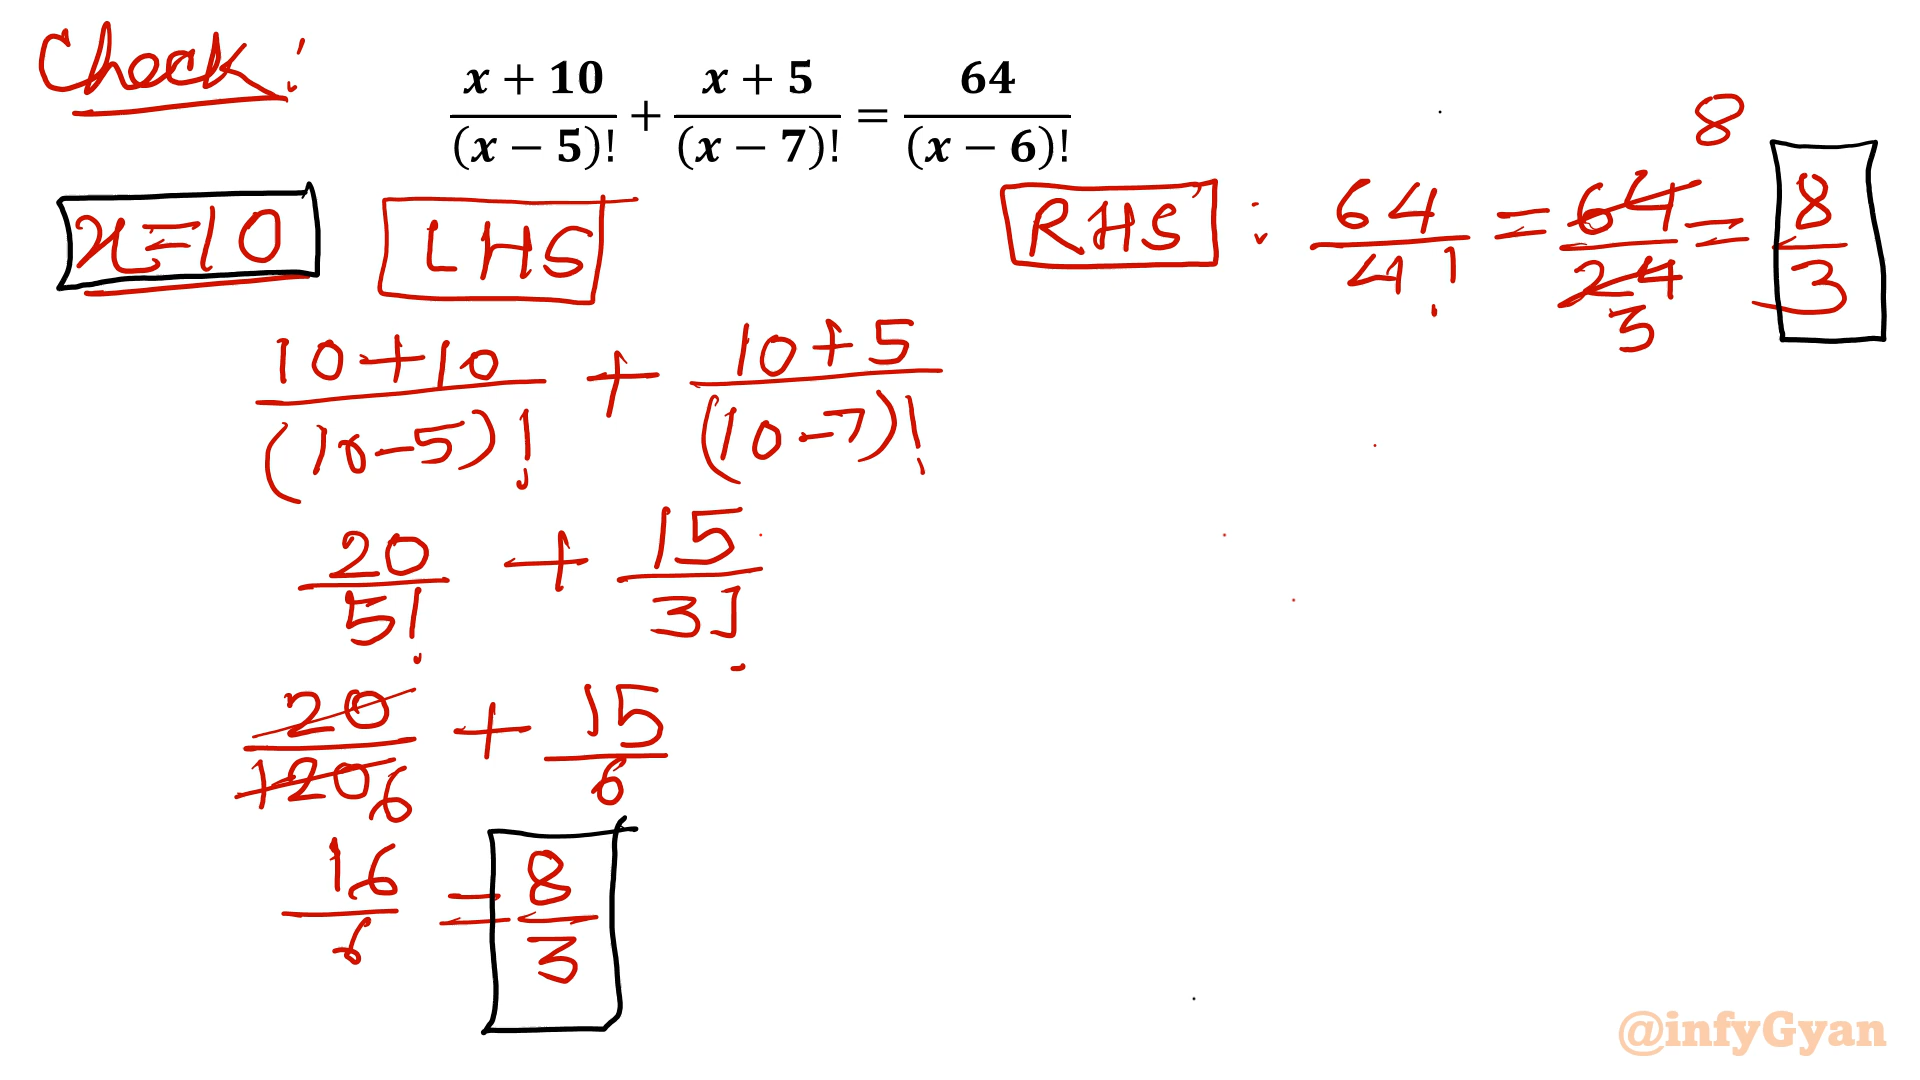 Check:
(x + 10)/(x − 5)! + (x + 5)/(x − 7)! = 64/(x − 6)!
x=10
LHS
RHS : 64/4! = 64/24 = 8/3
8
3
(10+10)/(10-5)! + (10+5)/(10-7)!
20/5! + 15/3!
20/120 6 + 15/6
16/6 = 8/3
@infyGyan